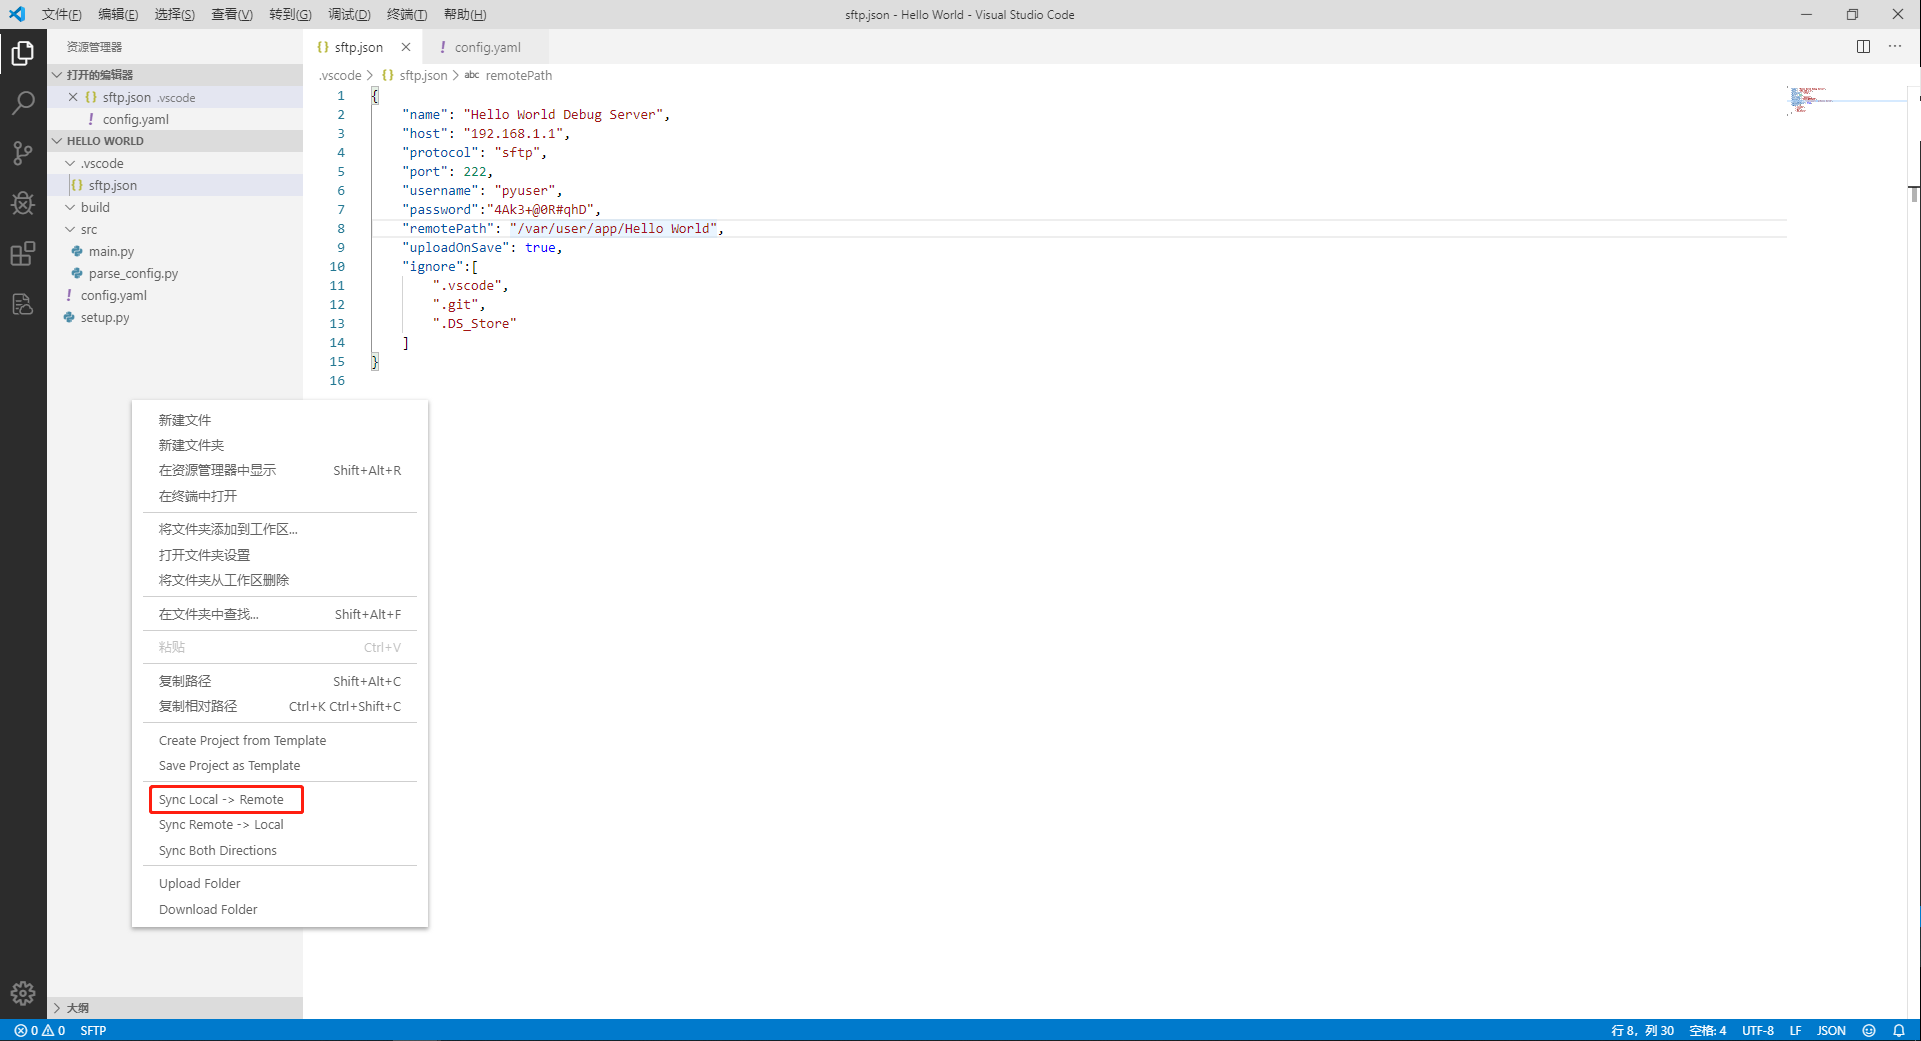 文件(F) 编辑(E) 选择(S) 查看(V) 转到(G) 调试(D) 终端(T) 帮助(H)
sftp.json - Hello World - Visual Studio Code
资源管理器
打开的编辑器
sftp.json .vscode
config.yaml
HELLO WORLD
.vscode
sftp.json
build
src
main.py
parse_config.py
config.yaml
setup.py
大纲
sftp.json
config.yaml
.vscode > {} sftp.json > abc remotePath
1 {
2 "name": "Hello World Debug Server",
3 "host": "192.168.1.1",
4 "protocol": "sftp",
5 "port": 222,
6 "username": "pyuser",
7 "password":"4Ak3+@0R#qhD",
8 "remotePath": "/var/user/app/Hello World",
9 "uploadOnSave": true,
10 "ignore":[
11 ".vscode",
12 ".git",
13 ".DS_Store"
14 ]
15 }
16
新建文件
新建文件夹
在资源管理器中显示 Shift+Alt+R
在终端中打开
将文件夹添加到工作区...
打开文件夹设置
将文件夹从工作区删除
在文件夹中查找... Shift+Alt+F
粘贴 Ctrl+V
复制路径 Shift+Alt+C
复制相对路径 Ctrl+K Ctrl+Shift+C
Create Project from Template
Save Project as Template
Sync Local -> Remote
Sync Remote -> Local
Sync Both Directions
Upload Folder
Download Folder
0 0 SFTP
行 8，列 30 空格: 4 UTF-8 LF JSON